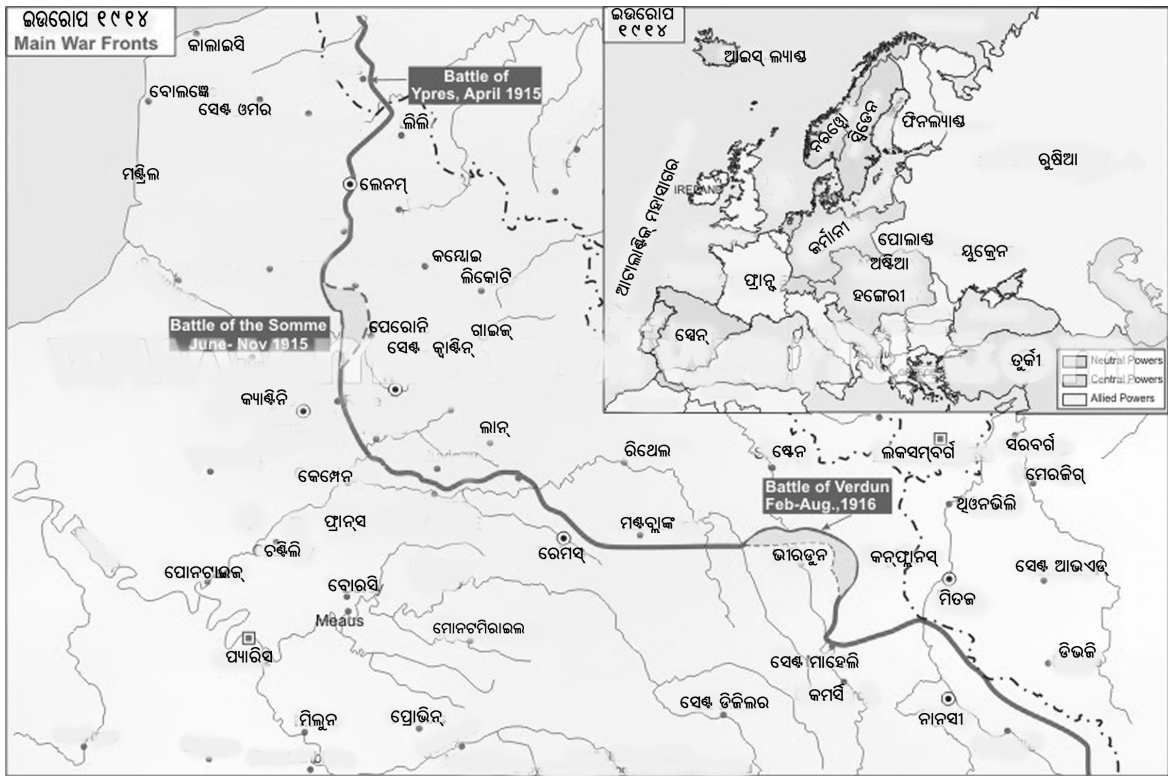 ଇଉରୋପ ୧୯୧୪
Main War Fronts
କାଲାଇସି
ବୋଲଜ୍ଞେ
ସେଣ୍ଟ ଓମର
ମଣ୍ଟ୍ରିଲ
Battle of
Ypres, April 1915
ଲିଲି
ଲେନମ୍
କମ୍ୱୋଇ
ଲିକୋଟି
Battle of the Somme
June- Nov 1915
ପେରୋନି
ଗାଇଜ୍
ସେଣ୍ଟ କ୍ୱାଣ୍ଟିନ୍
କ୍ୟାଣ୍ଟିନି
ଲାନ୍
କେମ୍ପେନ
ରିଥେଲ
ଫ୍ରାନ୍ସ
ଚଣ୍ଟିଲି
ପୋନଟାଇଜ୍
ବୋରସି
Meaus
ପ୍ୟାରିସ
ମୋନଟମିରାଇଲ
ମିଲୁନ
ପ୍ରୋଭିନ୍
ରେମସ୍
ମଣ୍ଟବ୍ଲାଙ୍କ
ଷ୍ଟେନ
Battle of Verdun
Feb-Aug.,1916
ଭୀରଡୁନ
କନ୍ଫ୍ଲାନସ୍
ଲକସମ୍ବର୍ଗ
ସରବର୍ଗ
ମେରଜିଗ୍
ଥିଓନଭିଲି
ସେଣ୍ଟ ଆଭଏଡ୍
ମିତଜ
ସେଣ୍ଟ ମାହେଲି
କମର୍ସି
ସେଣ୍ଟ ଡିଜିଲର
ନାନସୀ
ଡିଭଜି
ଇଉରୋପ
୧୯୧୪
ଆଇସ୍ ଲ୍ୟାଣ୍ଡ
ନରୱେ
ସ୍ୱିଡେନ
ଫିନଲ୍ୟାଣ୍ଡ
ରୁଷିଆ
IRELAND
ଆଟାଲାଣ୍ଟିକ୍ ମହାସାଗର
ଜର୍ମାନୀ
ପୋଲାଣ୍ଡ
ଅଷ୍ଟ୍ରିଆ
ୟୁକ୍ରେନ
ଫ୍ରାନ୍ସ
ହଙ୍ଗେରୀ
ସ୍ପେନ୍
ତୁର୍କୀ
Neutral Powers
Central Powers
Allied Powers